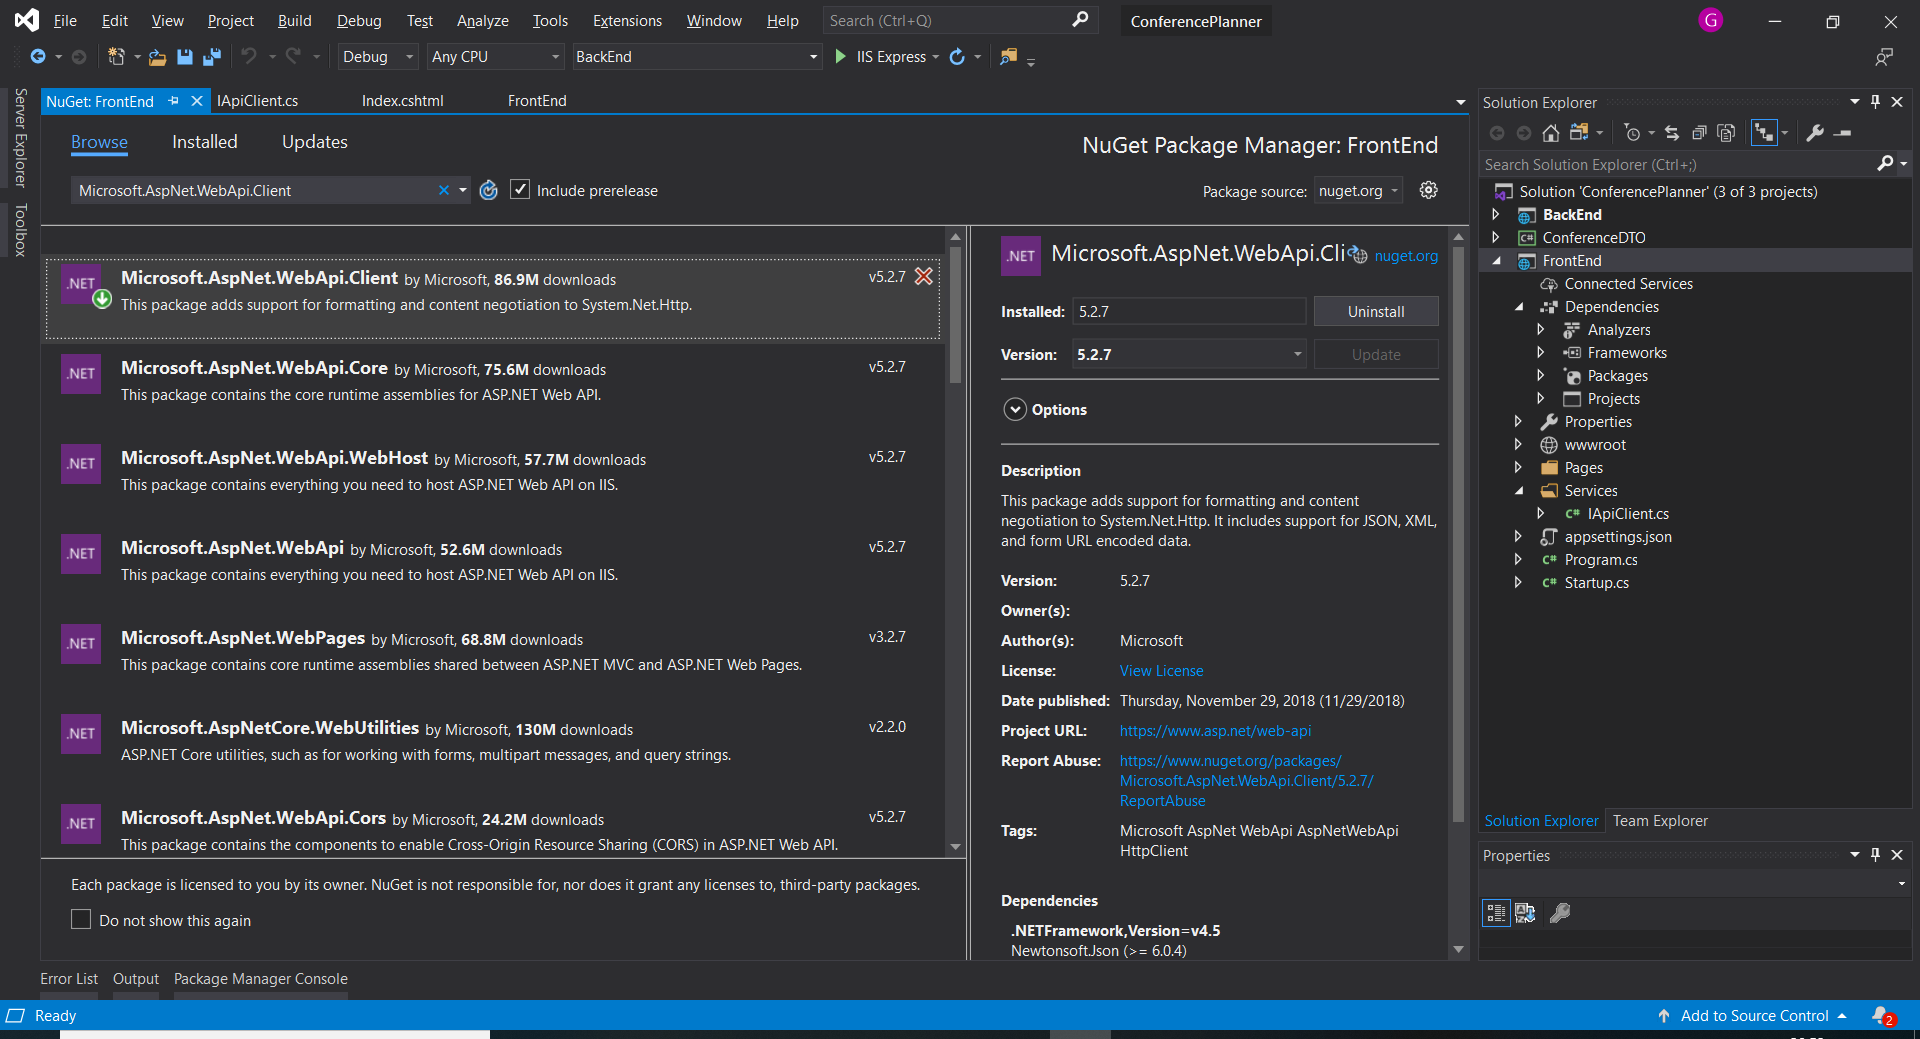 File Edit View Project Build Debug Test Analyze Tools Extensions Window Help Search (Ctrl+Q) ConferencePlanner G
Debug Any CPU BackEnd IIS Express
Server Explorer
Toolbox
NuGet: FrontEnd IApiClient.cs Index.cshtml FrontEnd
Browse Installed Updates
NuGet Package Manager: FrontEnd
Microsoft.AspNet.WebApi.Client Include prerelease
Package source: nuget.org
.NET Microsoft.AspNet.WebApi.Client by Microsoft, 86.9M downloads v5.2.7
This package adds support for formatting and content negotiation to System.Net.Http.
.NET Microsoft.AspNet.WebApi.Core by Microsoft, 75.6M downloads v5.2.7
This package contains the core runtime assemblies for ASP.NET Web API.
.NET Microsoft.AspNet.WebApi.WebHost by Microsoft, 57.7M downloads v5.2.7
This package contains everything you need to host ASP.NET Web API on IIS.
.NET Microsoft.AspNet.WebApi by Microsoft, 52.6M downloads v5.2.7
This package contains everything you need to host ASP.NET Web API on IIS.
.NET Microsoft.AspNet.WebPages by Microsoft, 68.8M downloads v3.2.7
This package contains core runtime assemblies shared between ASP.NET MVC and ASP.NET Web Pages.
.NET Microsoft.AspNetCore.WebUtilities by Microsoft, 130M downloads v2.2.0
ASP.NET Core utilities, such as for working with forms, multipart messages, and query strings.
.NET Microsoft.AspNet.WebApi.Cors by Microsoft, 24.2M downloads v5.2.7
This package contains the components to enable Cross-Origin Resource Sharing (CORS) in ASP.NET Web API.
Each package is licensed to you by its owner. NuGet is not responsible for, nor does it grant any licenses to, third-party packages.
Do not show this again
.NET Microsoft.AspNet.WebApi.Cli nuget.org
Installed: 5.2.7 Uninstall
Version: 5.2.7 Update
Options
Description
This package adds support for formatting and content
negotiation to System.Net.Http. It includes support for JSON, XML,
and form URL encoded data.
Version: 5.2.7
Owner(s):
Author(s): Microsoft
License: View License
Date published: Thursday, November 29, 2018 (11/29/2018)
Project URL: https://www.asp.net/web-api
Report Abuse: https://www.nuget.org/packages/
Microsoft.AspNet.WebApi.Client/5.2.7/
ReportAbuse
Tags: Microsoft AspNet WebApi AspNetWebApi
HttpClient
Dependencies
.NETFramework,Version=v4.5
Newtonsoft.Json (>= 6.0.4)
Solution Explorer
Search Solution Explorer (Ctrl+;)
Solution 'ConferencePlanner' (3 of 3 projects)
BackEnd
C# ConferenceDTO
FrontEnd
Connected Services
Dependencies
Analyzers
Frameworks
Packages
Projects
Properties
wwwroot
Pages
Services
C# IApiClient.cs
appsettings.json
C# Program.cs
C# Startup.cs
Solution Explorer Team Explorer
Properties
Error List Output Package Manager Console
Ready
Add to Source Control 2